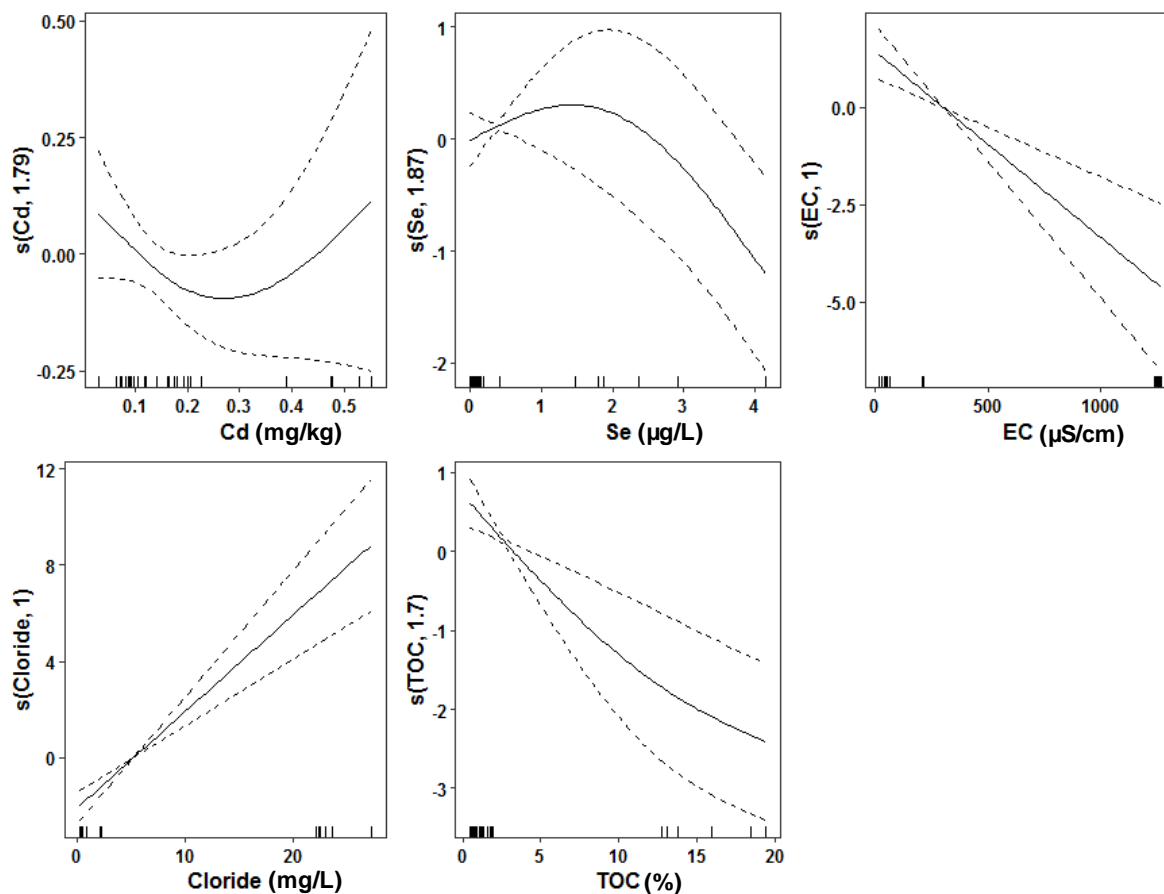 s(Cd, 1.79)
0.50
0.25
0.00
-0.25
0.1 0.2 0.3 0.4 0.5
Cd (mg/kg)
s(Se, 1.87)
1
0
-1
-2
0 1 2 3 4
Se (µg/L)
s(EC, 1)
0.0
-2.5
-5.0
0 500 1000
EC (µS/cm)
s(Cloride, 1)
12
8
4
0
0 10 20
Cloride (mg/L)
s(TOC, 1.7)
1
0
-1
-2
-3
0 5 10 15 20
TOC (%)